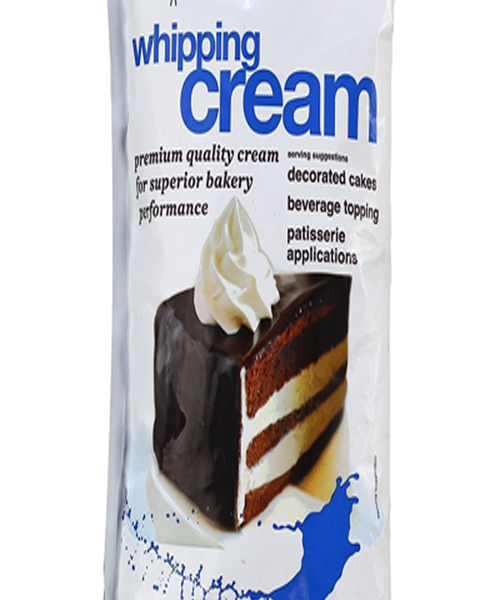 whipping
cream
premium quality cream
for superior bakery
performance
serving suggestions
decorated cakes
beverage topping
patisserie
applications